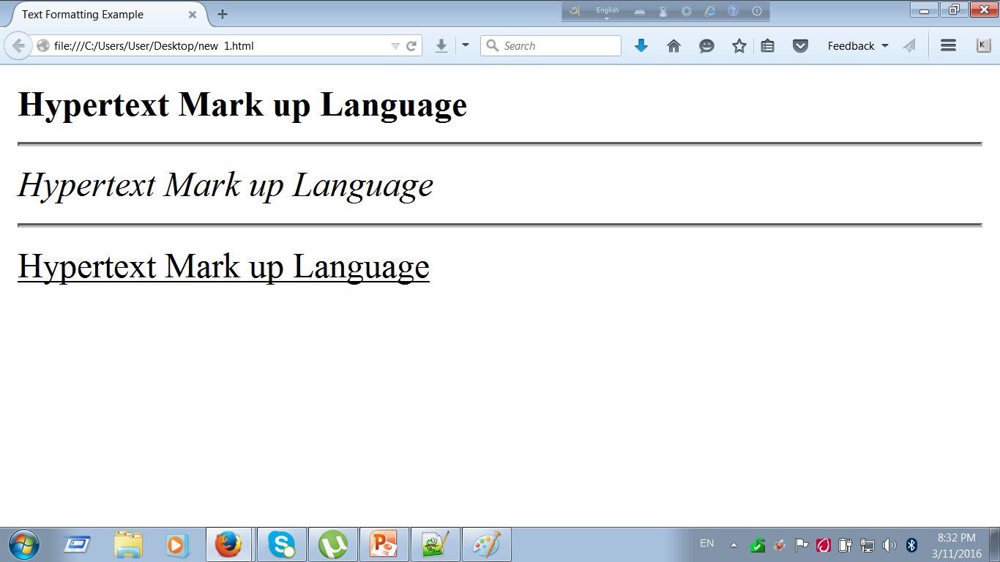 Text Formatting Example
English
file:///C:/Users/User/Desktop/new 1.html
Search
Feedback
K
Hypertext Mark up Language
Hypertext Mark up Language
Hypertext Mark up Language
EN
8:32 PM
3/11/2016